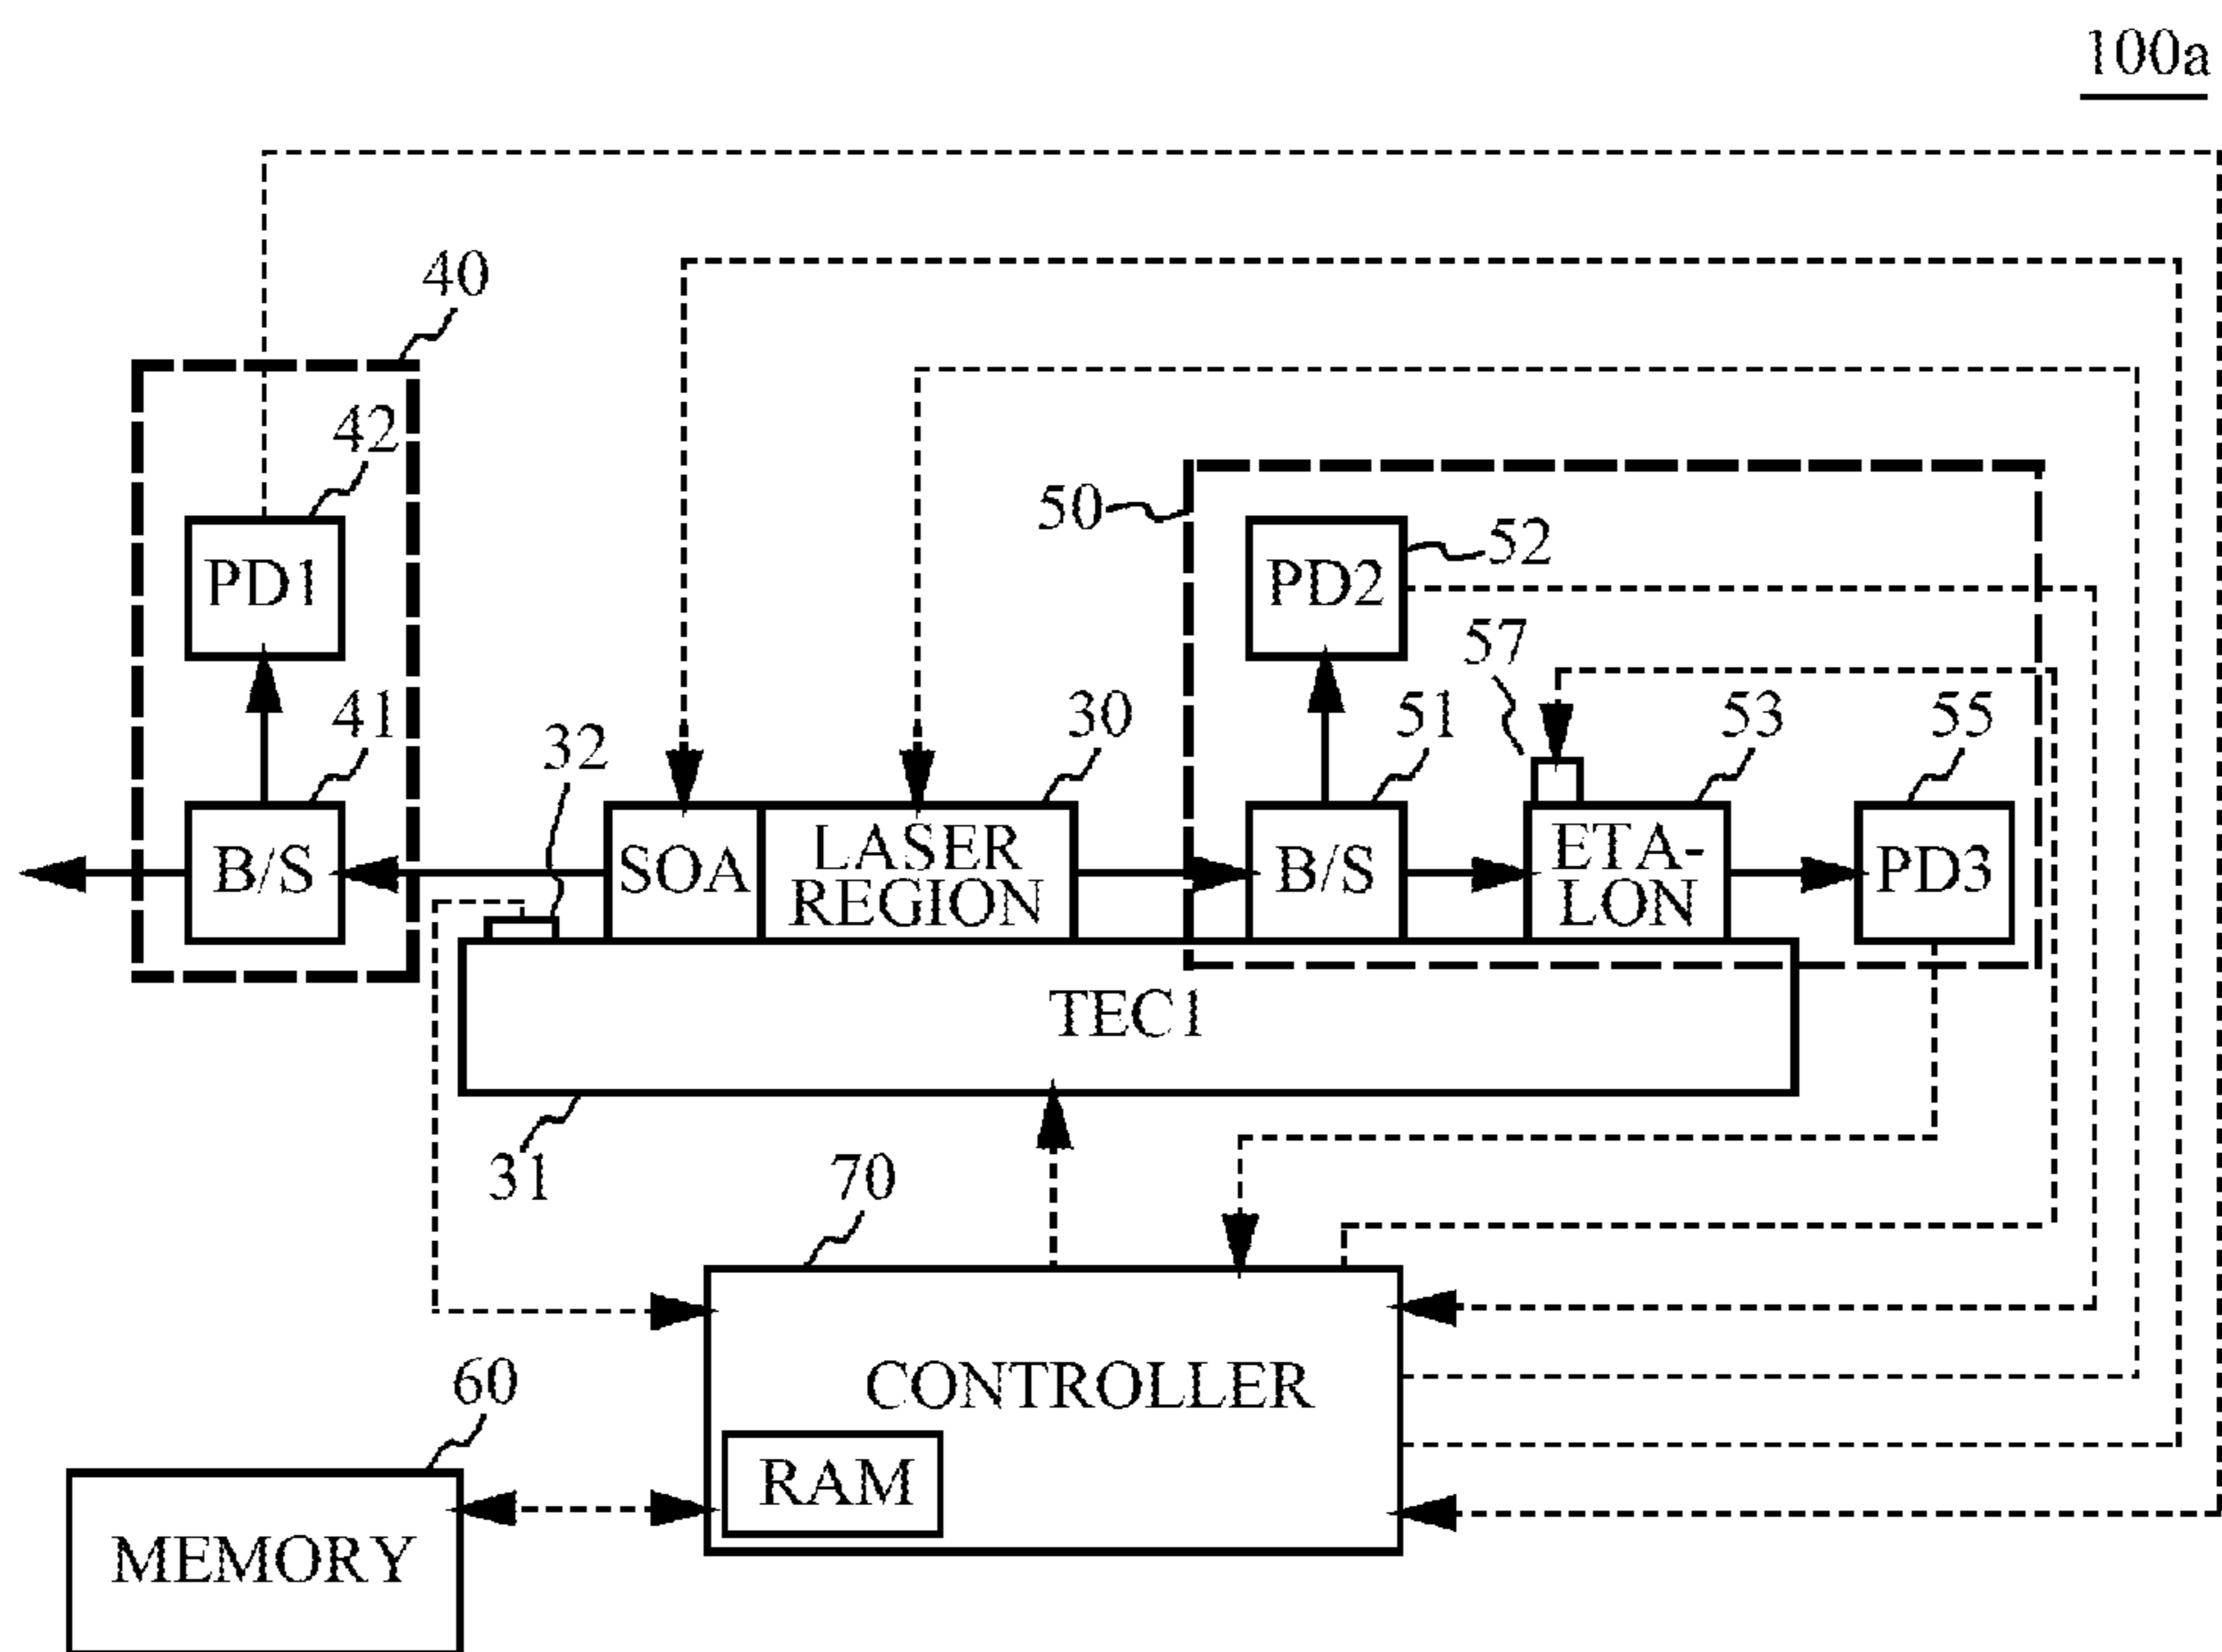 100a
40
42
50
PD1
PD2
52
57
41
32
30
51
53
55
B/S
SOA
LASER
REGION
B/S
ETA-
LON
PD3
TEC1
31
70
CONTROLLER
60
RAM
MEMORY